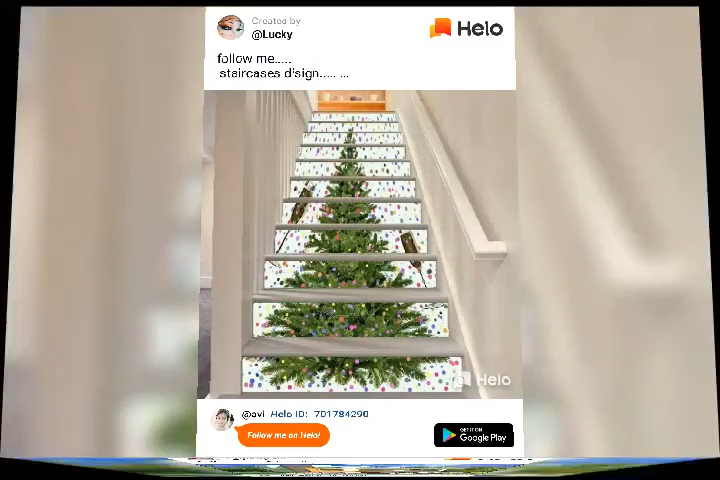 Created by
@Lucky
Helo
follow me.....
staircases d'sign..... ...
Helo
@avi Helo ID: 701784290
Follow me on Helo!
GET IT ON
Google Play